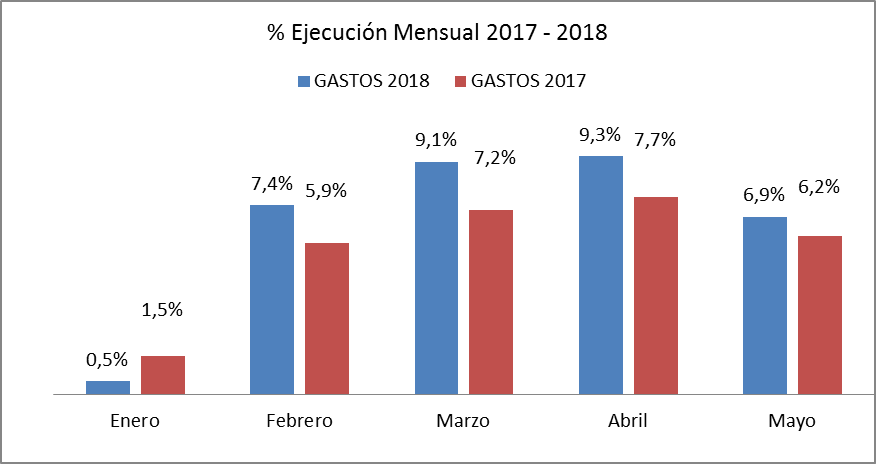 % Ejecución Mensual 2017 - 2018
GASTOS 2018 GASTOS 2017
0,5% 1,5% 7,4% 5,9% 9,1% 7,2% 9,3% 7,7% 6,9% 6,2%
Enero Febrero Marzo Abril Mayo